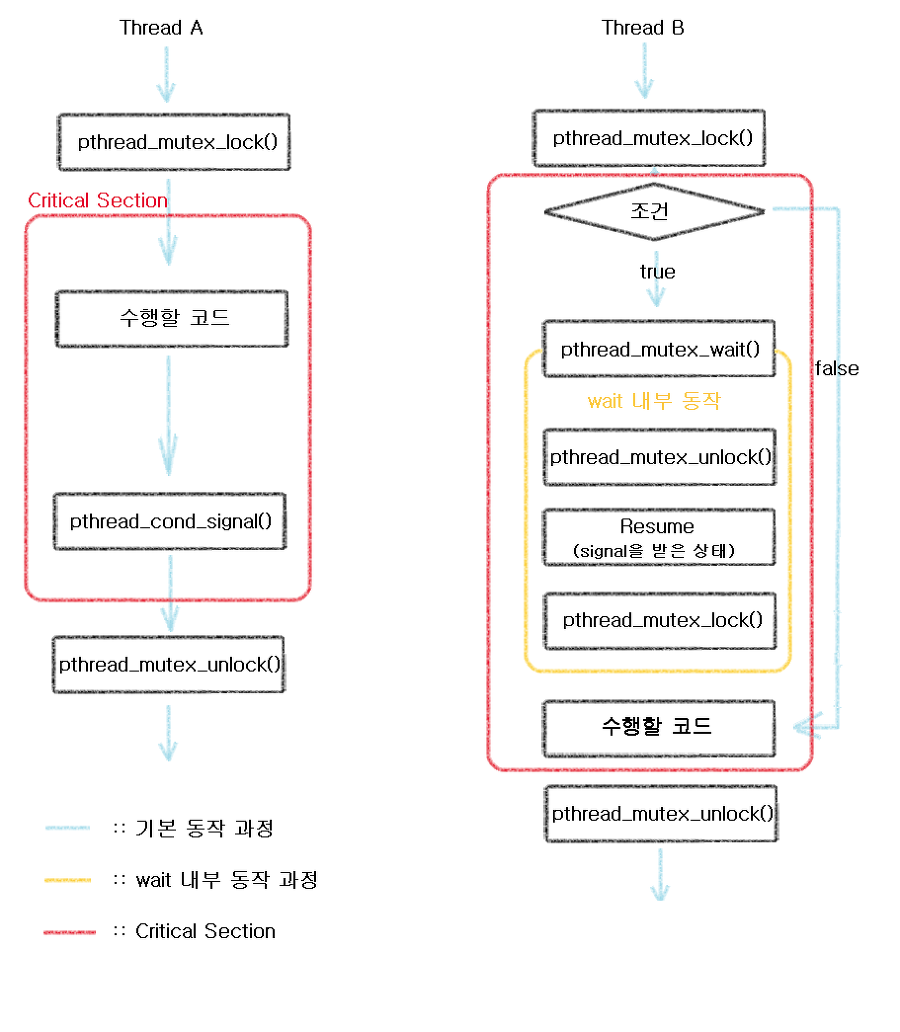 Thread A
pthread_mutex_lock()
Critical Section
수행할 코드
pthread_cond_signal()
pthread_mutex_unlock()
Thread B
pthread_mutex_lock()
조건
true
false
pthread_mutex_wait()
wait 내부 동작
pthread_mutex_unlock()
Resume
(signal을 받은 상태)
pthread_mutex_lock()
수행할 코드
pthread_mutex_unlock()
:: 기본 동작 과정
:: wait 내부 동작 과정
:: Critical Section